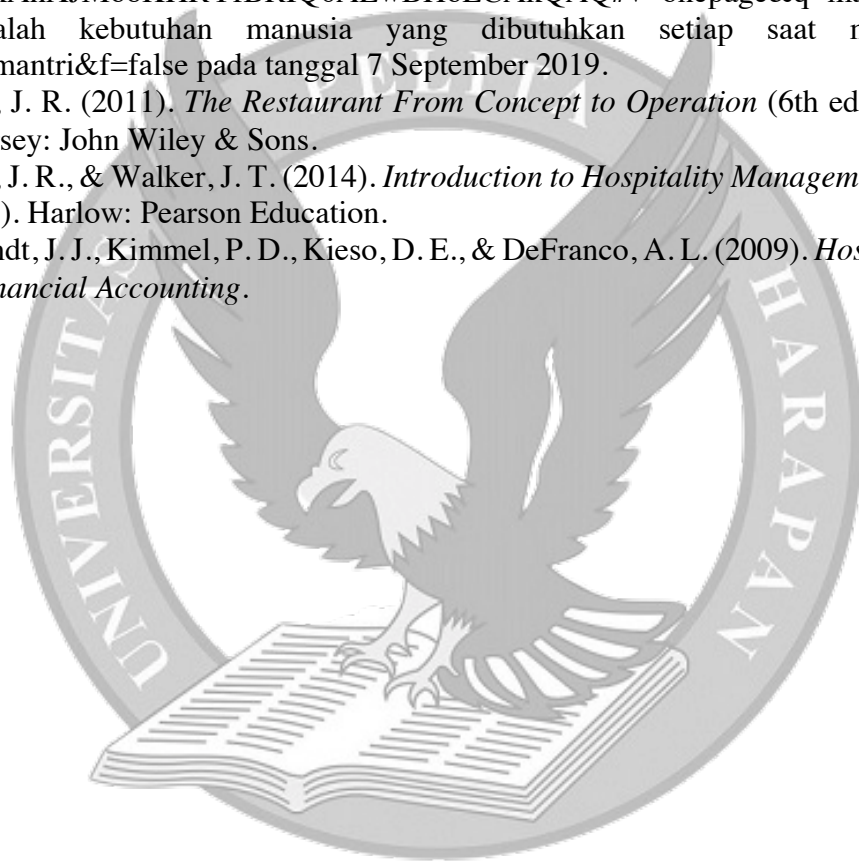 alah kebutuhan manusia yang dibutuhkan setiap saat
mantri&f=false pada tanggal 7 September 2019.
, J. R. (2011). The Restaurant From Concept to Operation (6th ed
sey: John Wiley & Sons.
, J. R., & Walker, J. T. (2014). Introduction to Hospitality Managem
). Harlow: Pearson Education.
ndt, J. J., Kimmel, P. D., Kieso, D. E., & DeFranco, A. L. (2009). Hos
nancial Accounting.
UNIVERSITAS PELITA HARAPAN